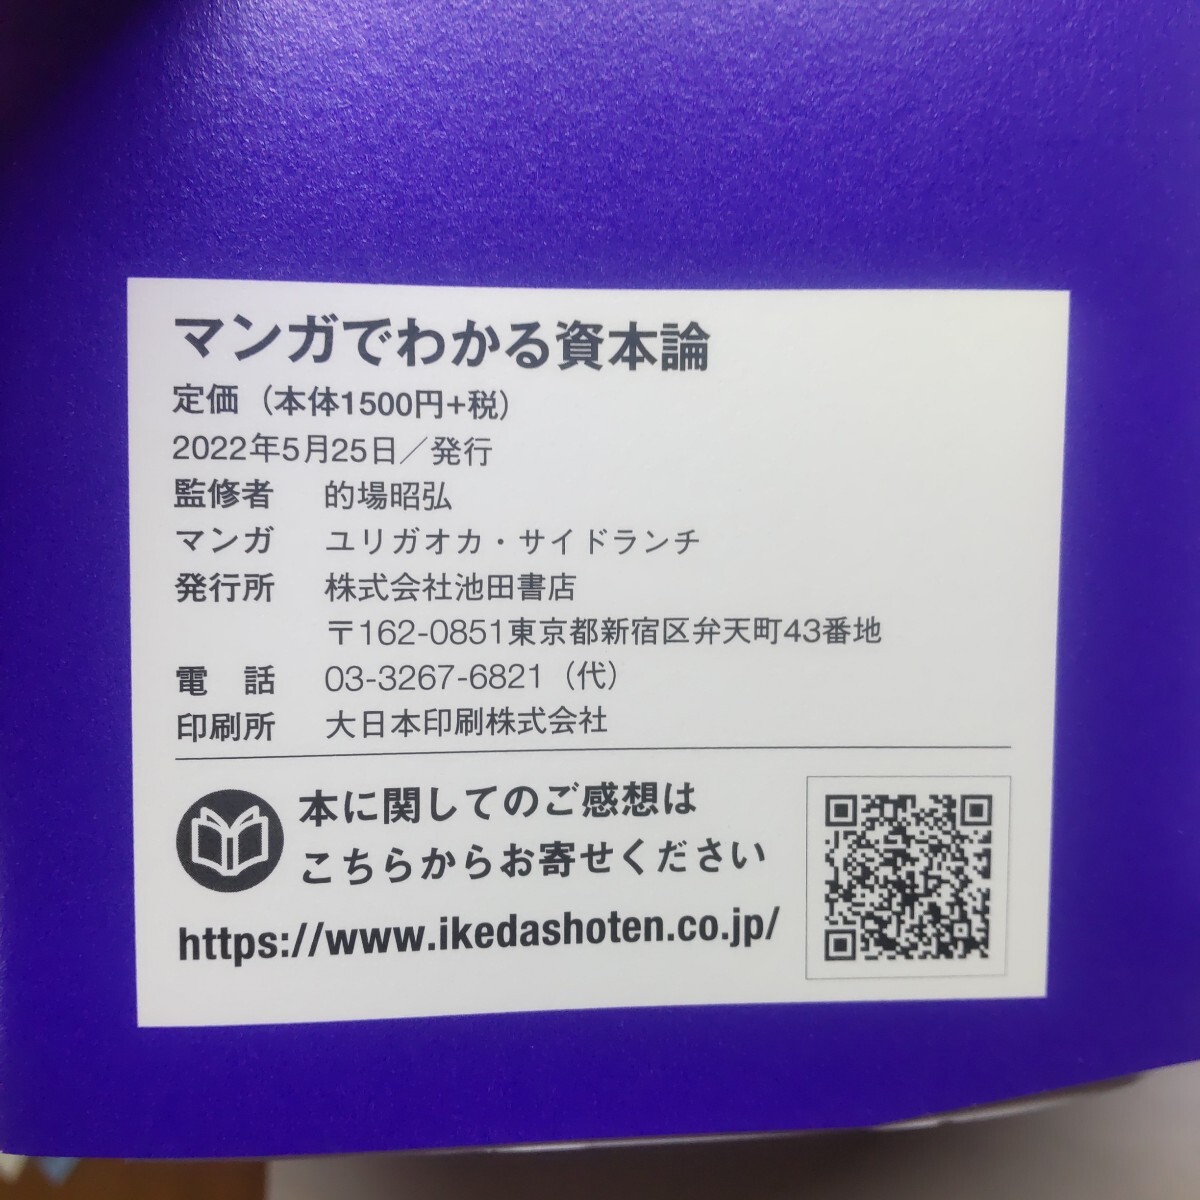 マンガでわかる資本論
定価（本体1500円+税）
2022年5月25日／発行
監修者 的場昭弘
マンガ ユリガオカ・サイドランチ
発行所 株式会社池田書店
〒162-0851東京都新宿区弁天町43番地
電　話 03-3267-6821（代）
印刷所 大日本印刷株式会社
本に関してのご感想は
こちらからお寄せください
https://www.ikedashoten.co.jp/